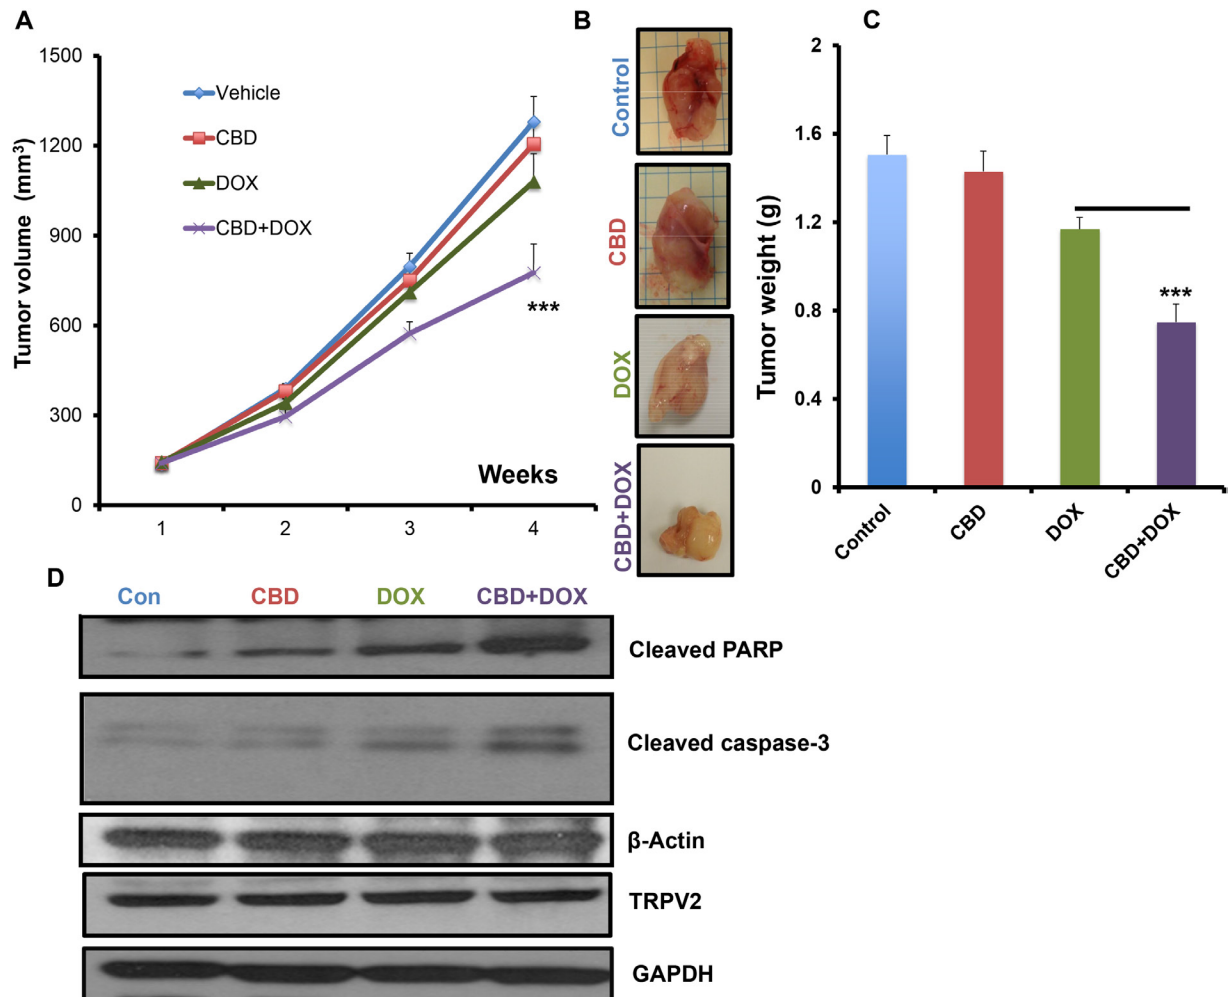 A
1500
1200
900
600
300
0
Tumor volume (mm³)
Vehicle
CBD
DOX
CBD+DOX
***
Weeks
1 2 3 4
B
Control
CBD
DOX
CBD+DOX
C
2
1.6
1.2
0.8
0.4
0
Tumor weight (g)
***
Control
CBD
DOX
CBD+DOX
D
Con CBD DOX CBD+DOX
Cleaved PARP
Cleaved caspase-3
β-Actin
TRPV2
GAPDH